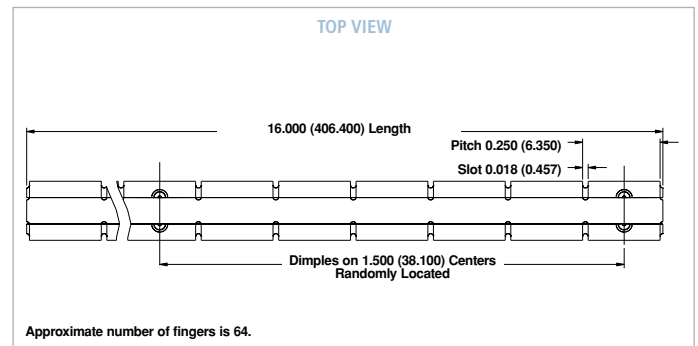 TOP VIEW
16.000 (406.400) Length
Pitch 0.250 (6.350)
Slot 0.018 (0.457)
Dimples on 1.500 (38.100) Centers
Randomly Located
Approximate number of fingers is 64.